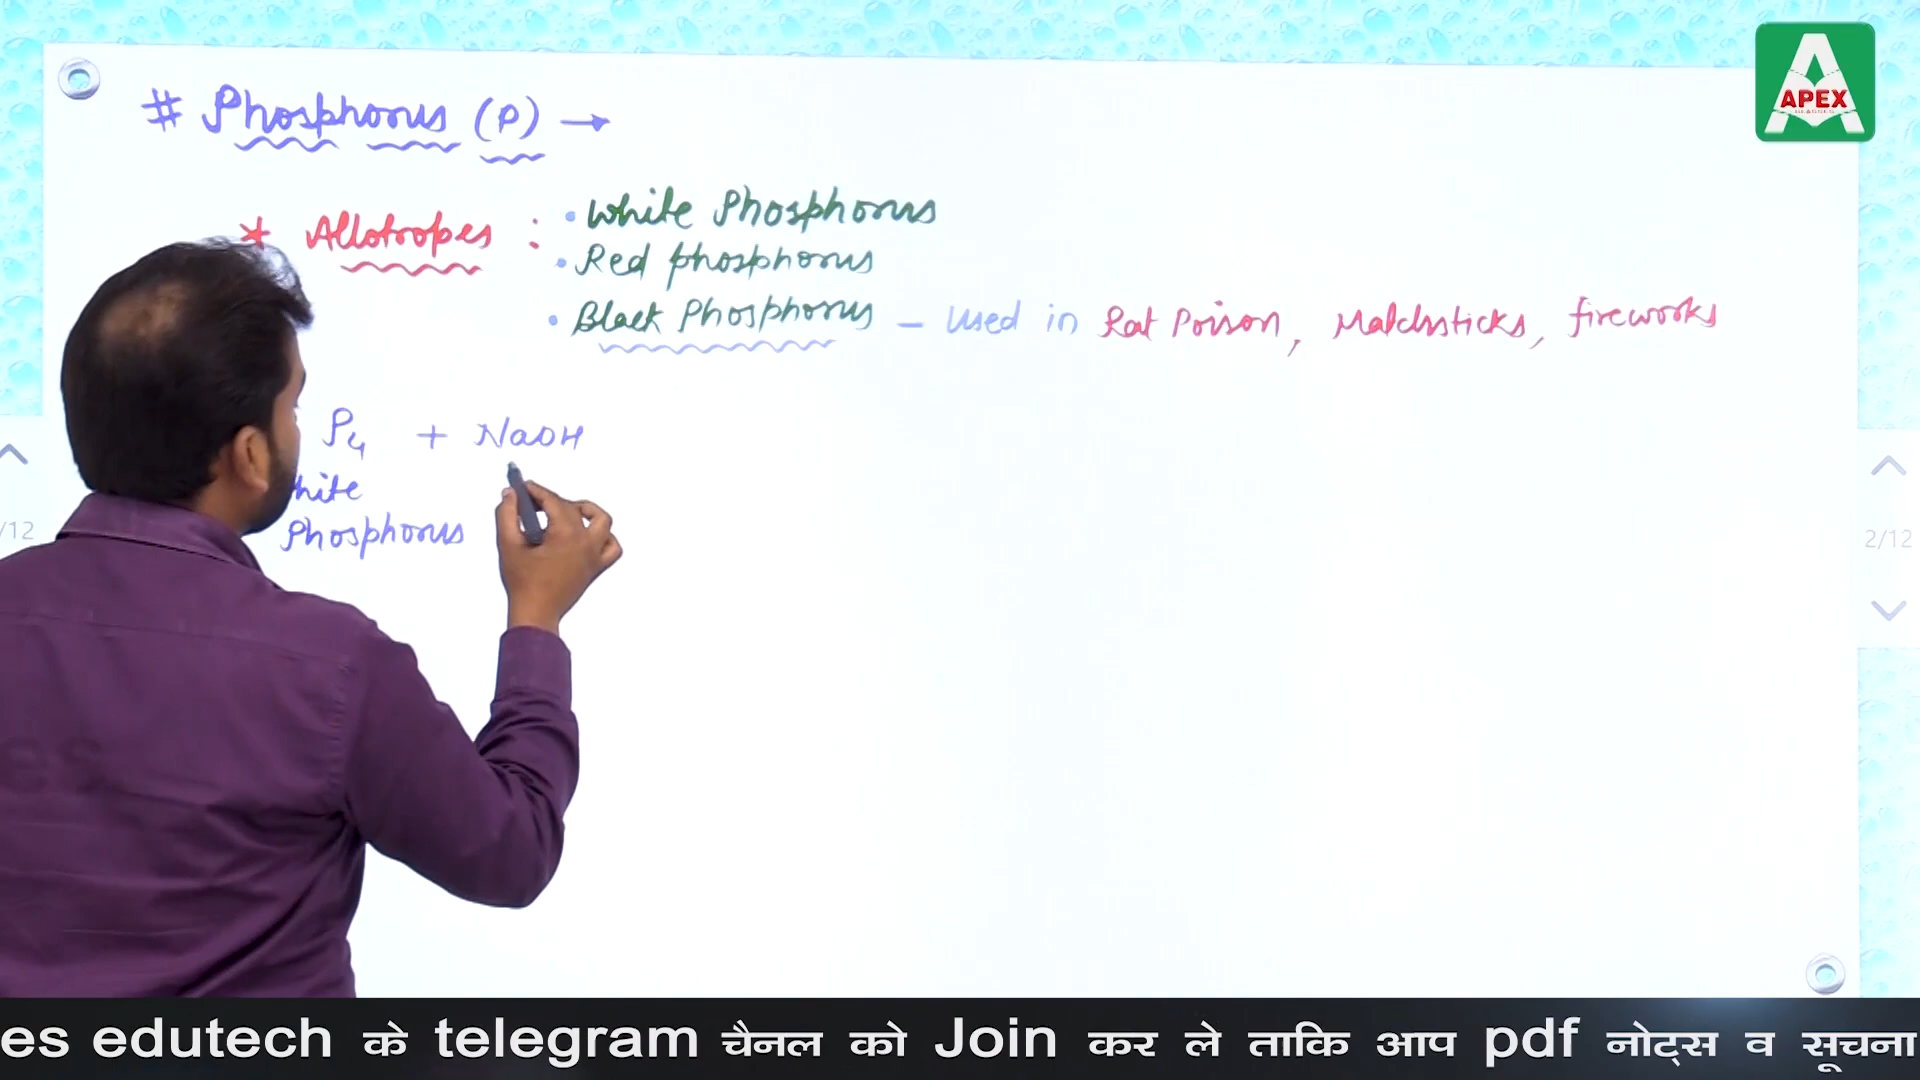 # Phosphorus (P) →
APEX
* Allotropes : • White Phosphorus
• Red phosphorus
• Black Phosphorus – Used in Rat Poison, Matchsticks, fireworks
P₄ + NaOH
hite
Phosphorus
/12
2/12
es edutech के telegram चैनल को Join कर ले ताकि आप pdf नोट्स व सूचना